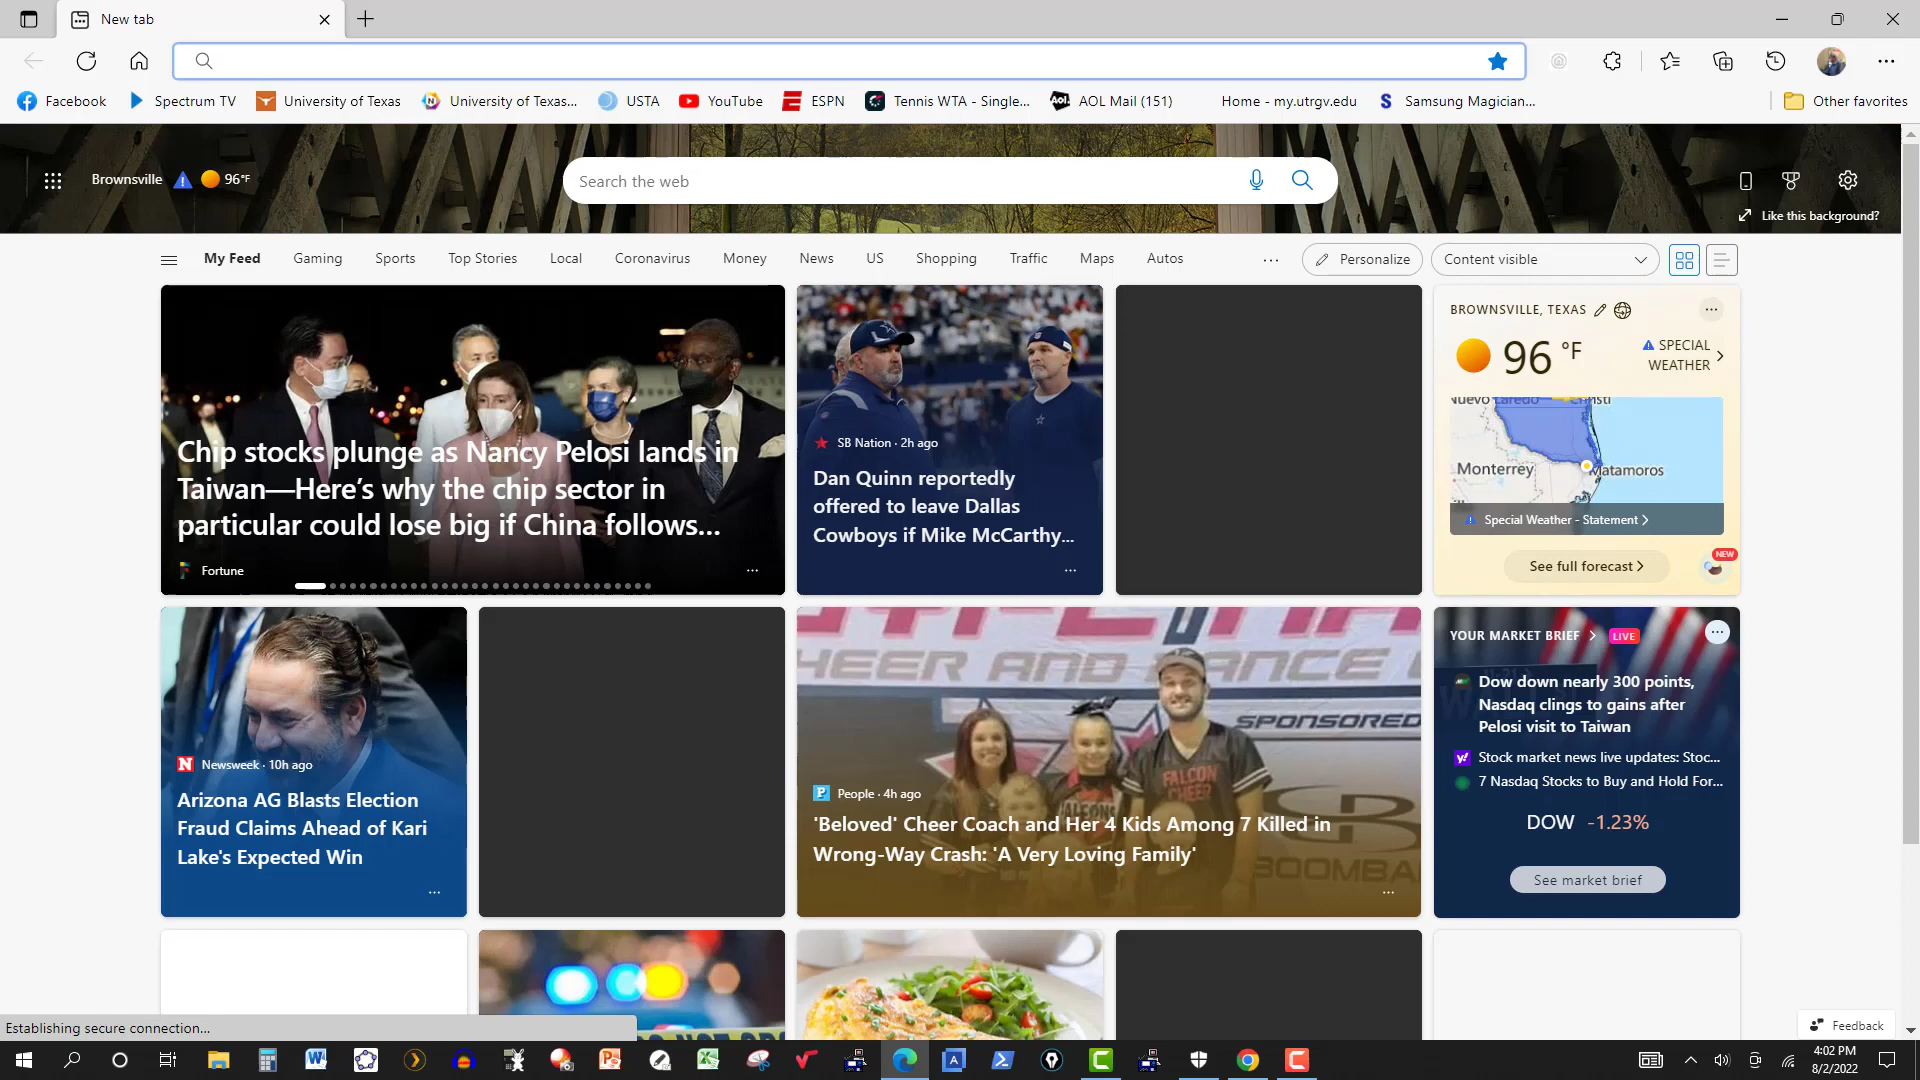 New tab
Facebook Spectrum TV University of Texas University of Texas... USTA YouTube ESPN Tennis WTA - Single... AOL Mail (151) Home - my.utrgv.edu Samsung Magician... Other favorites
Brownsville 96°F
Search the web
Like this background?
My Feed Gaming Sports Top Stories Local Coronavirus Money News US Shopping Traffic Maps Autos ... Personalize Content visible
Chip stocks plunge as Nancy Pelosi lands in
Taiwan—Here's why the chip sector in
particular could lose big if China follows...
Fortune
SB Nation · 2h ago
Dan Quinn reportedly
offered to leave Dallas
Cowboys if Mike McCarthy...
BROWNSVILLE, TEXAS
96 °F
SPECIAL
WEATHER
Monterrey
Matamoros
Special Weather - Statement
NEW
See full forecast
Newsweek · 10h ago
Arizona AG Blasts Election
Fraud Claims Ahead of Kari
Lake's Expected Win
CHEER AND DANCE
SPONSORED
FALCON
CHEER
BOOMBA
People · 4h ago
'Beloved' Cheer Coach and Her 4 Kids Among 7 Killed in
Wrong-Way Crash: 'A Very Loving Family'
YOUR MARKET BRIEF LIVE
Dow down nearly 300 points,
Nasdaq clings to gains after
Pelosi visit to Taiwan
Stock market news live updates: Stoc...
7 Nasdaq Stocks to Buy and Hold For...
DOW -1.23%
See market brief
Establishing secure connection...
Feedback
4:02 PM
8/2/2022